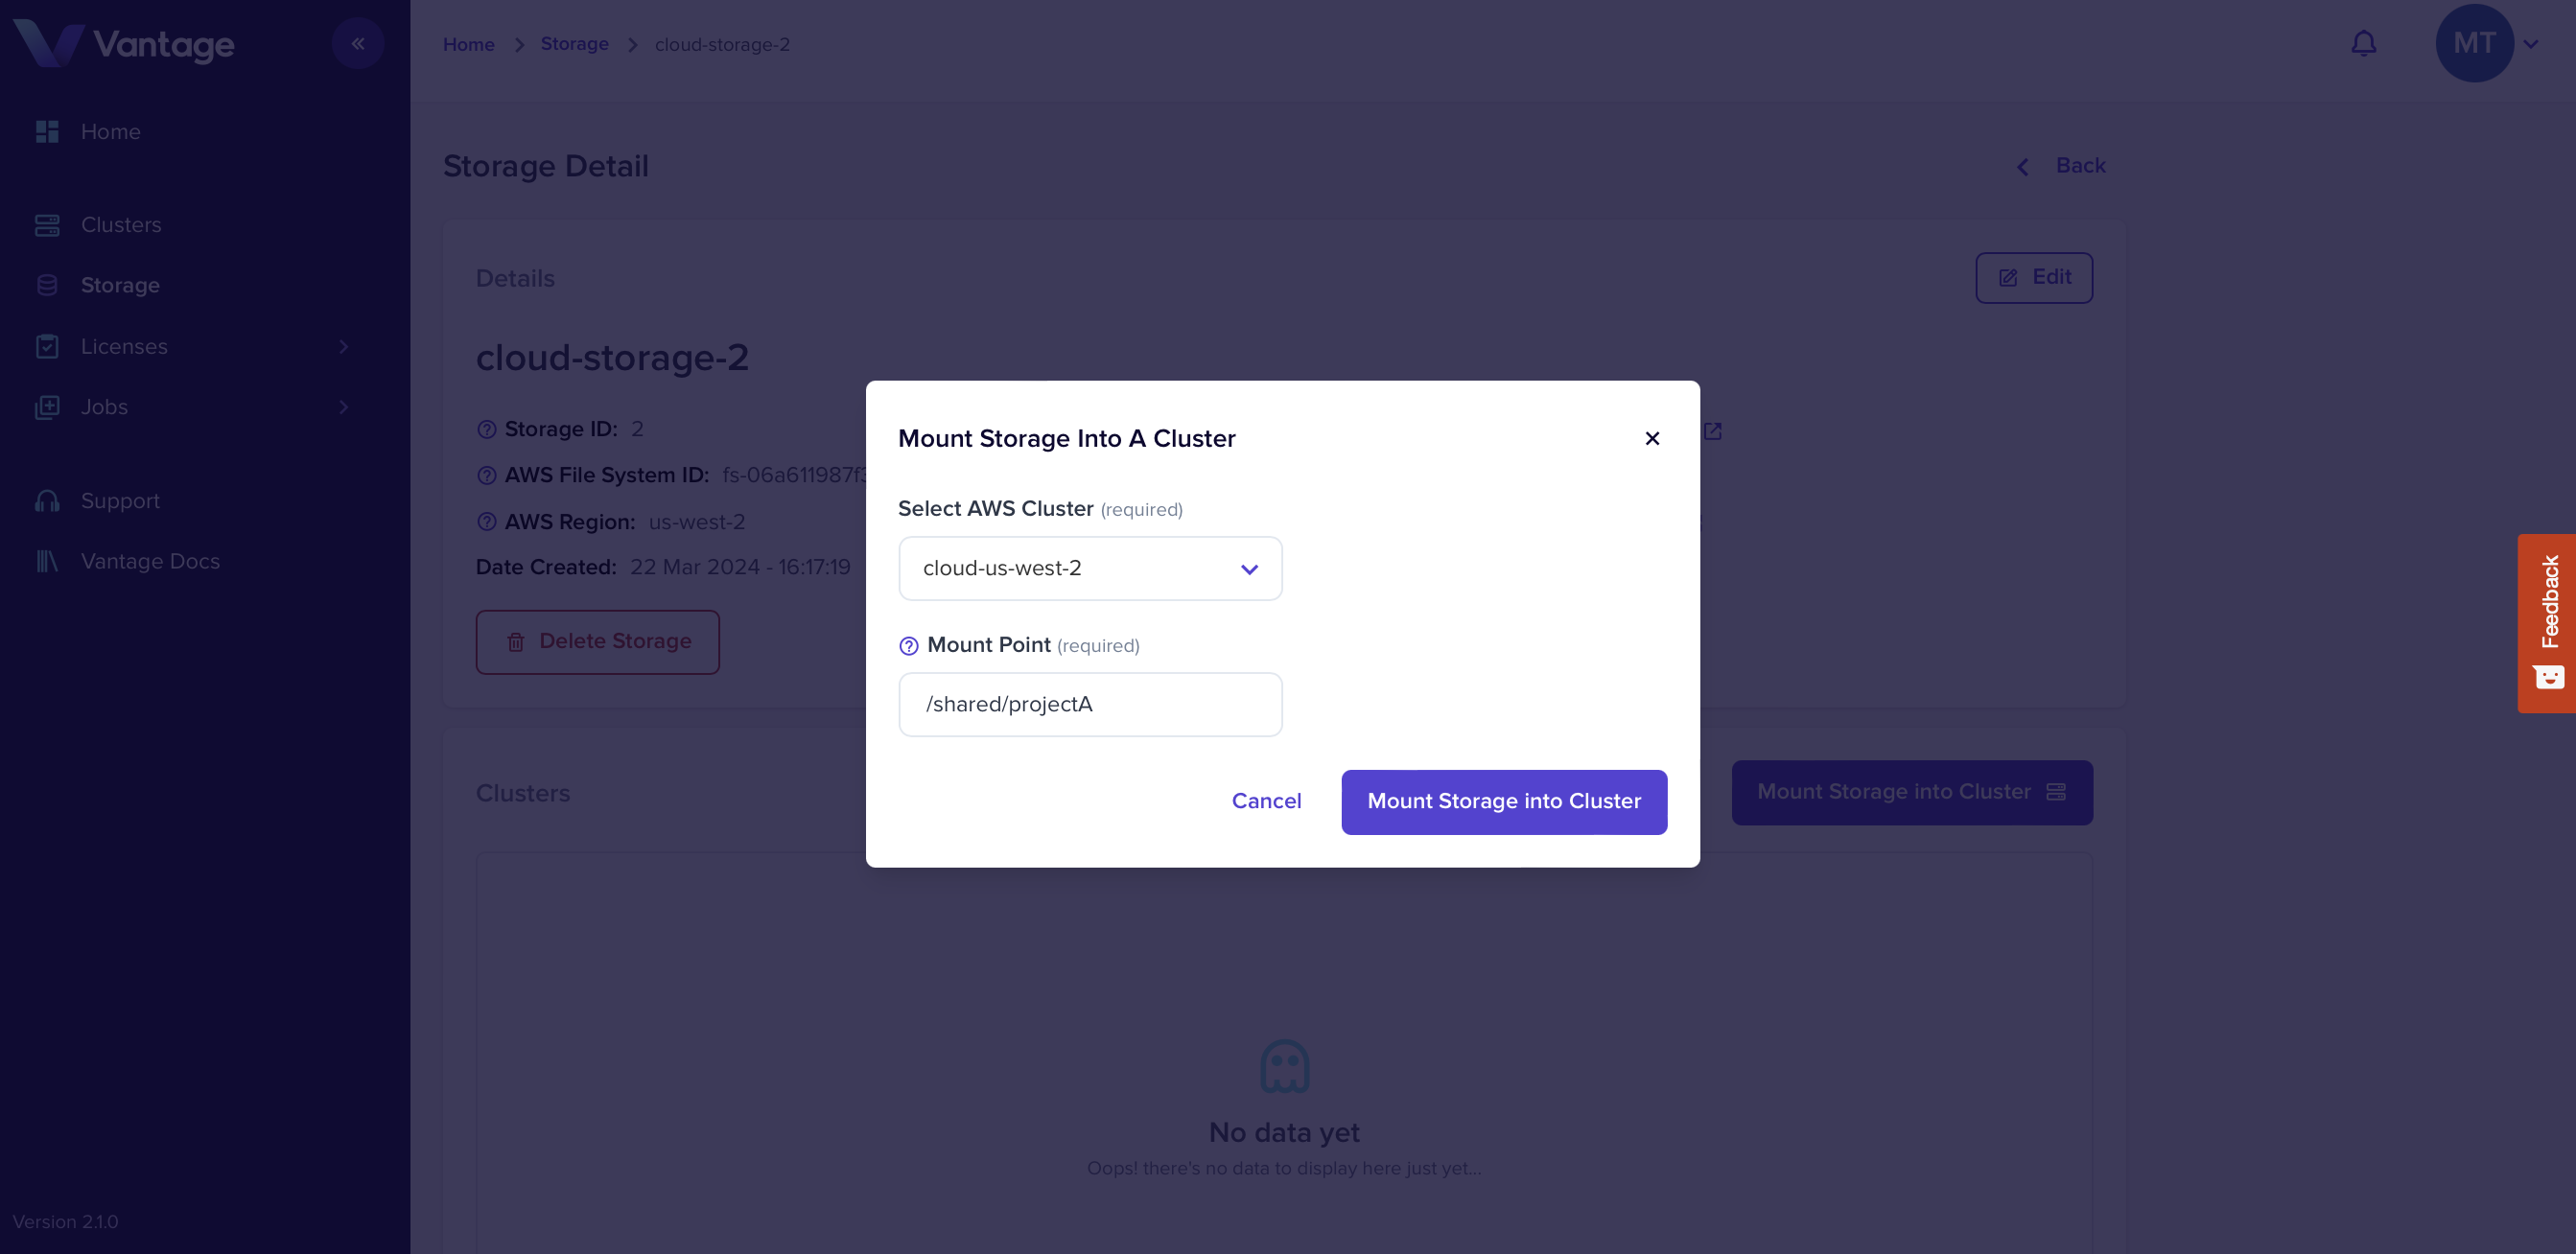 Vantage
Home
Clusters
Storage
Licenses
Jobs
Support
Vantage Docs
Version 2.1.0
Home Storage cloud-storage-2
MT
Storage Detail
Back
Details
Edit
cloud-storage-2
Storage ID: 2
AWS File System ID: fs-06a611987f
AWS Region: us-west-2
Date Created: 22 Mar 2024 - 16:17:19
Delete Storage
Mount Storage Into A Cluster
Select AWS Cluster (required)
cloud-us-west-2
Mount Point (required)
/shared/projectA
Cancel
Mount Storage into Cluster
Clusters
Mount Storage into Cluster
No data yet
Oops! there's no data to display here just yet...
Feedback